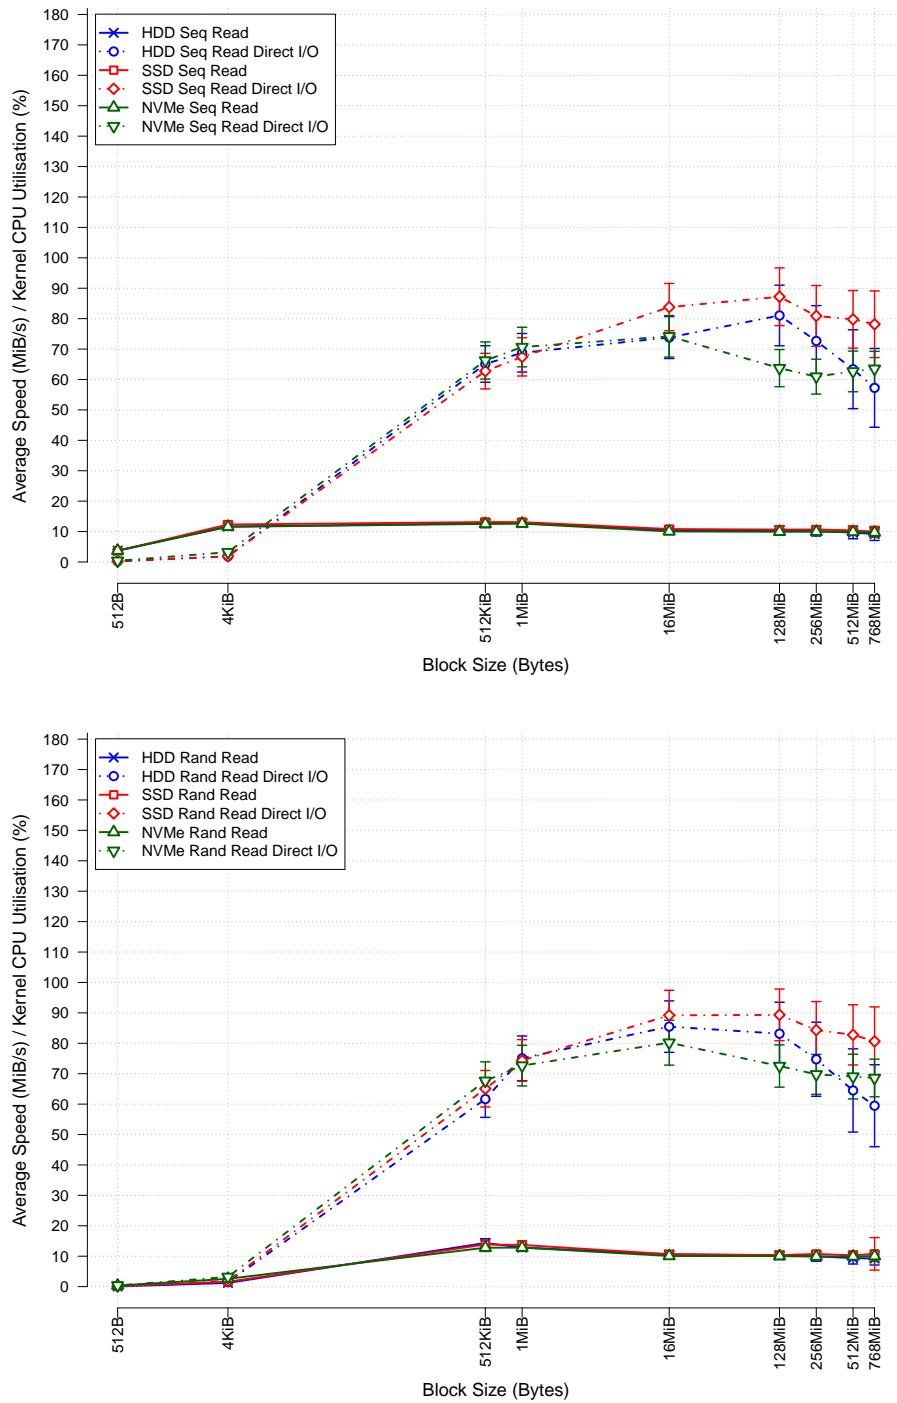 180
170
160
150
140
130
120
110
100
90
80
70
60
50
40
30
20
10
0
Average Speed (MiB/s) / Kernel CPU Utilisation (%)
HDD Seq Read
HDD Seq Read Direct I/O
SSD Seq Read
SSD Seq Read Direct I/O
NVMe Seq Read
NVMe Seq Read Direct I/O
512B
4KiB
512KiB
1MiB
16MiB
128MiB
256MiB
512MiB
768MiB
Block Size (Bytes)
180
170
160
150
140
130
120
110
100
90
80
70
60
50
40
30
20
10
0
Average Speed (MiB/s) / Kernel CPU Utilisation (%)
HDD Rand Read
HDD Rand Read Direct I/O
SSD Rand Read
SSD Rand Read Direct I/O
NVMe Rand Read
NVMe Rand Read Direct I/O
512B
4KiB
512KiB
1MiB
16MiB
128MiB
256MiB
512MiB
768MiB
Block Size (Bytes)